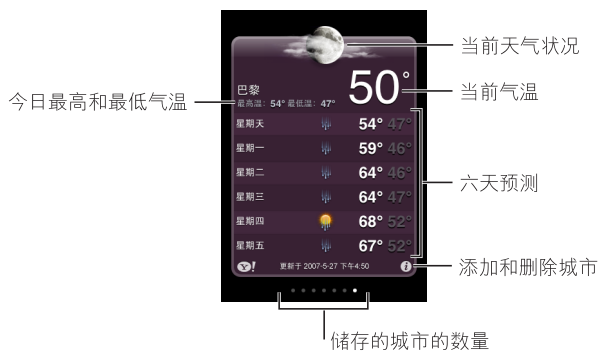 当前天气状况
50°
当前气温
巴黎
最高温: 54° 最低温: 47°
今日最高和最低气温
星期天 54° 47°
星期一 59° 46°
星期二 64° 46°
六天预测
星期三 64° 47°
星期四 68° 52°
星期五 67° 52°
Y! 更新于 2007-5-27 下午4:50 i
添加和删除城市
储存的城市的数量